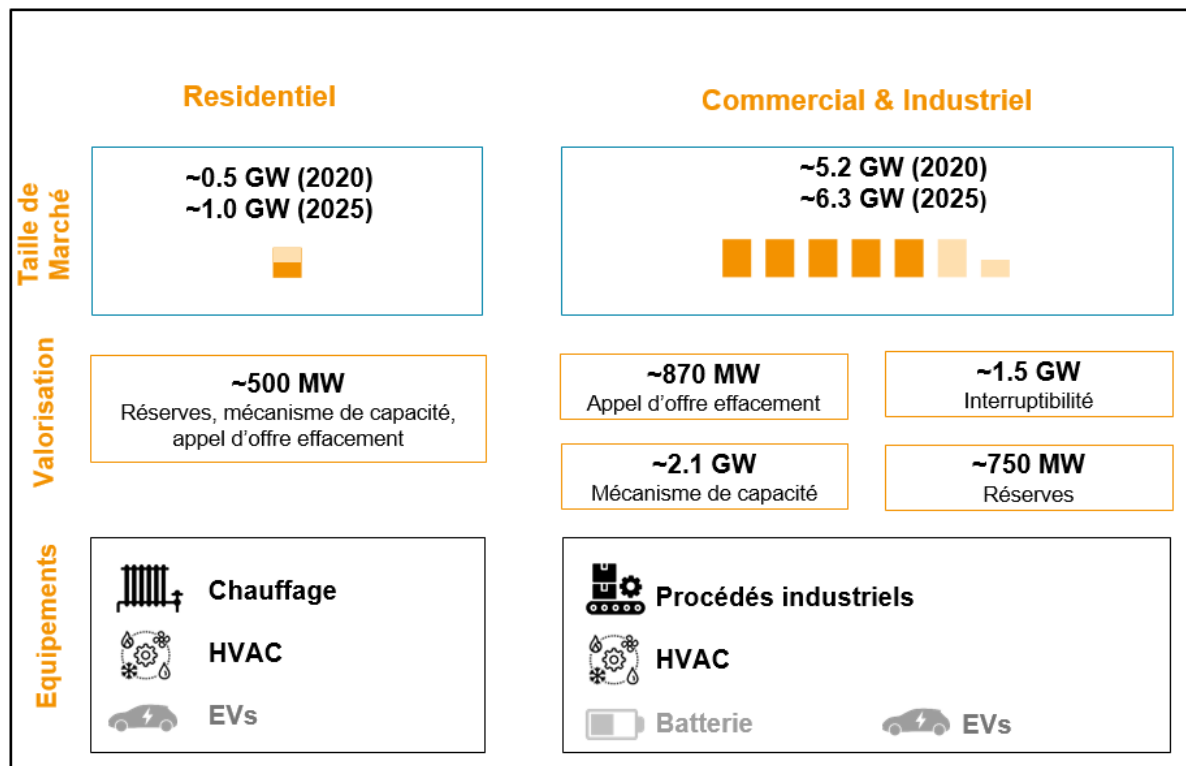 Residentiel
Commercial & Industriel
Taille de
Marché
~0.5 GW (2020)
~1.0 GW (2025)
~5.2 GW (2020)
~6.3 GW (2025)
Valorisation
~500 MW
Réserves, mécanisme de capacité,
appel d’offre effacement
~870 MW
Appel d’offre effacement
~1.5 GW
Interruptibilité
~2.1 GW
Mécanisme de capacité
~750 MW
Réserves
Equipements
Chauffage
HVAC
EVs
Procédés industriels
HVAC
Batterie
EVs